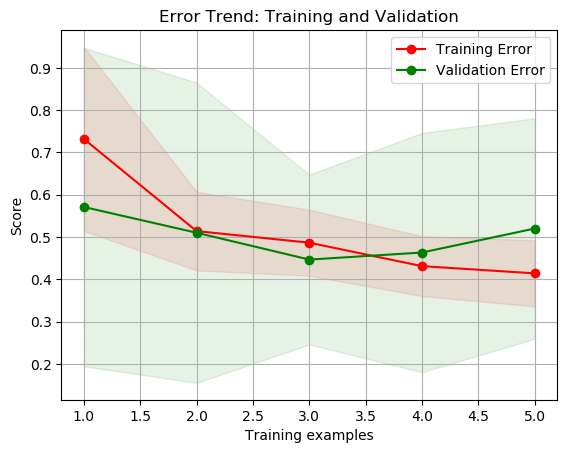 Error Trend: Training and Validation
Training Error
Validation Error
Score
0.9
0.8
0.7
0.6
0.5
0.4
0.3
0.2
1.0 1.5 2.0 2.5 3.0 3.5 4.0 4.5 5.0
Training examples